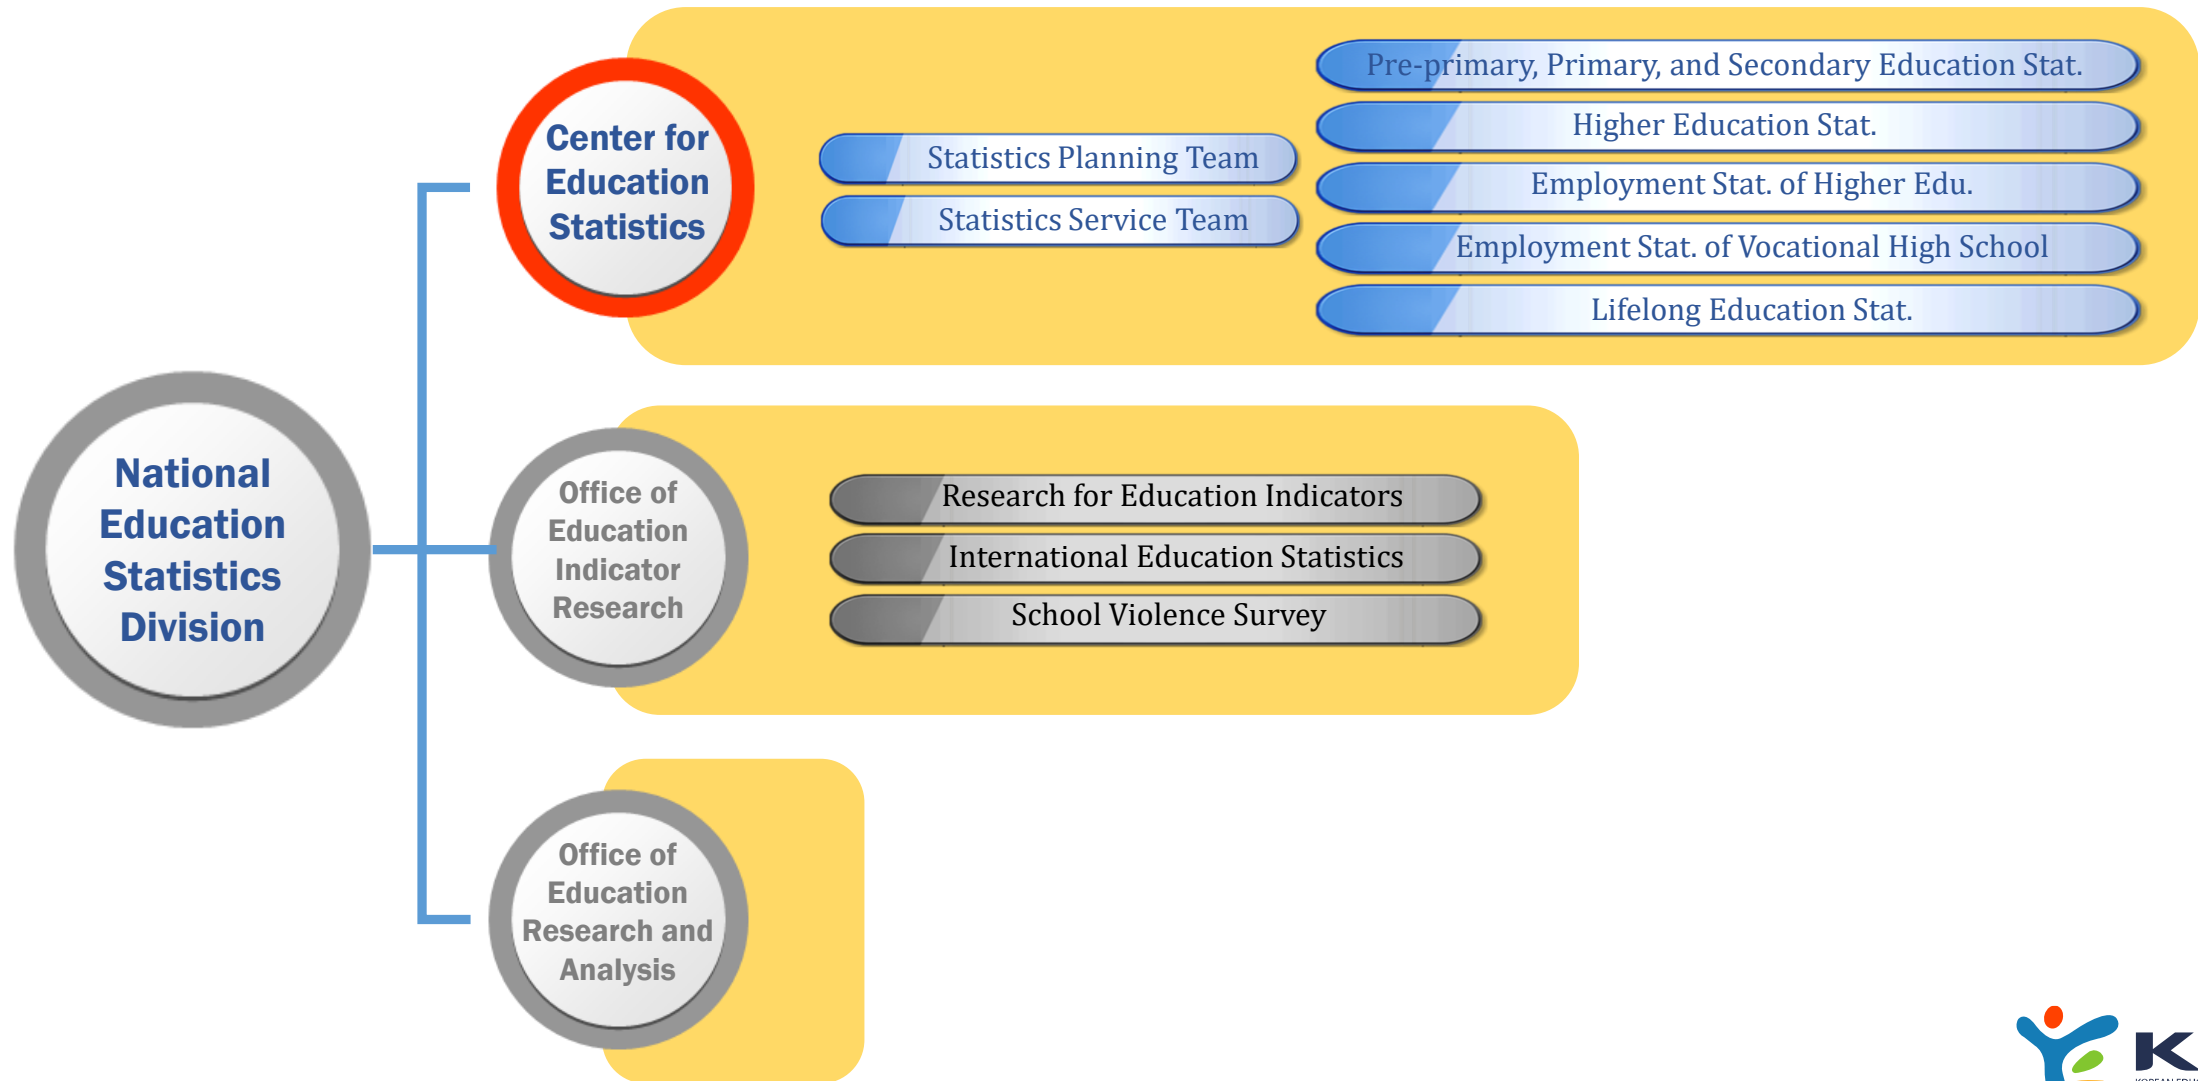 Center for
Education
Statistics
Statistics Planning Team
Statistics Service Team
Pre-primary, Primary, and Secondary Education Stat.
Higher Education Stat.
Employment Stat. of Higher Edu.
Employment Stat. of Vocational High School
Lifelong Education Stat.
National
Education
Statistics
Division
Office of
Education
Indicator
Research
Research for Education Indicators
International Education Statistics
School Violence Survey
Office of
Education
Research and
Analysis
K